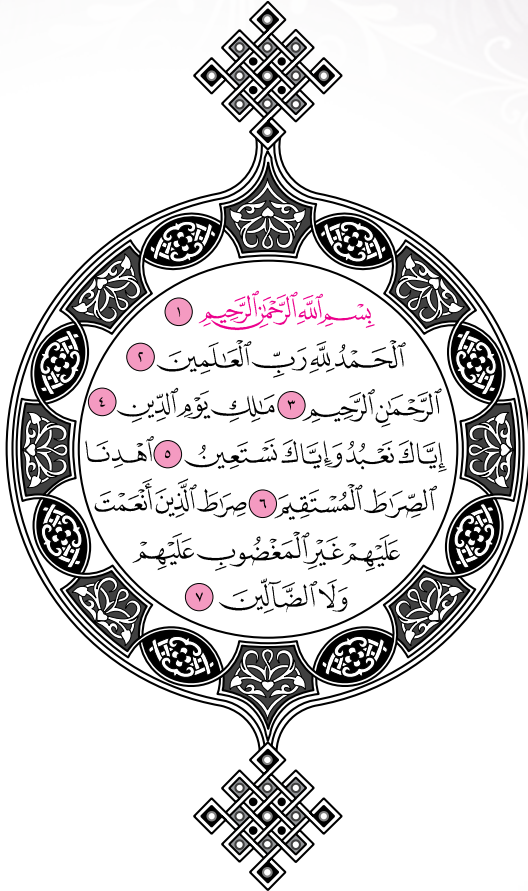 بِسْمِ ٱللَّهِ ٱلرَّحْمَٰنِ ٱلرَّحِيمِ ١
ٱلْحَمْدُ لِلَّهِ رَبِّ ٱلْعَٰلَمِينَ ٢
ٱلرَّحْمَٰنِ ٱلرَّحِيمِ ٣ مَٰلِكِ يَوْمِ ٱلدِّينِ ٤
إِيَّاكَ نَعْبُدُ وَإِيَّاكَ نَسْتَعِينُ ٥ ٱهْدِنَا
ٱلصِّرَٰطَ ٱلْمُسْتَقِيمَ ٦ صِرَٰطَ ٱلَّذِينَ أَنْعَمْتَ
عَلَيْهِمْ غَيْرِ ٱلْمَغْضُوبِ عَلَيْهِمْ
وَلَا ٱلضَّآلِّينَ ٧